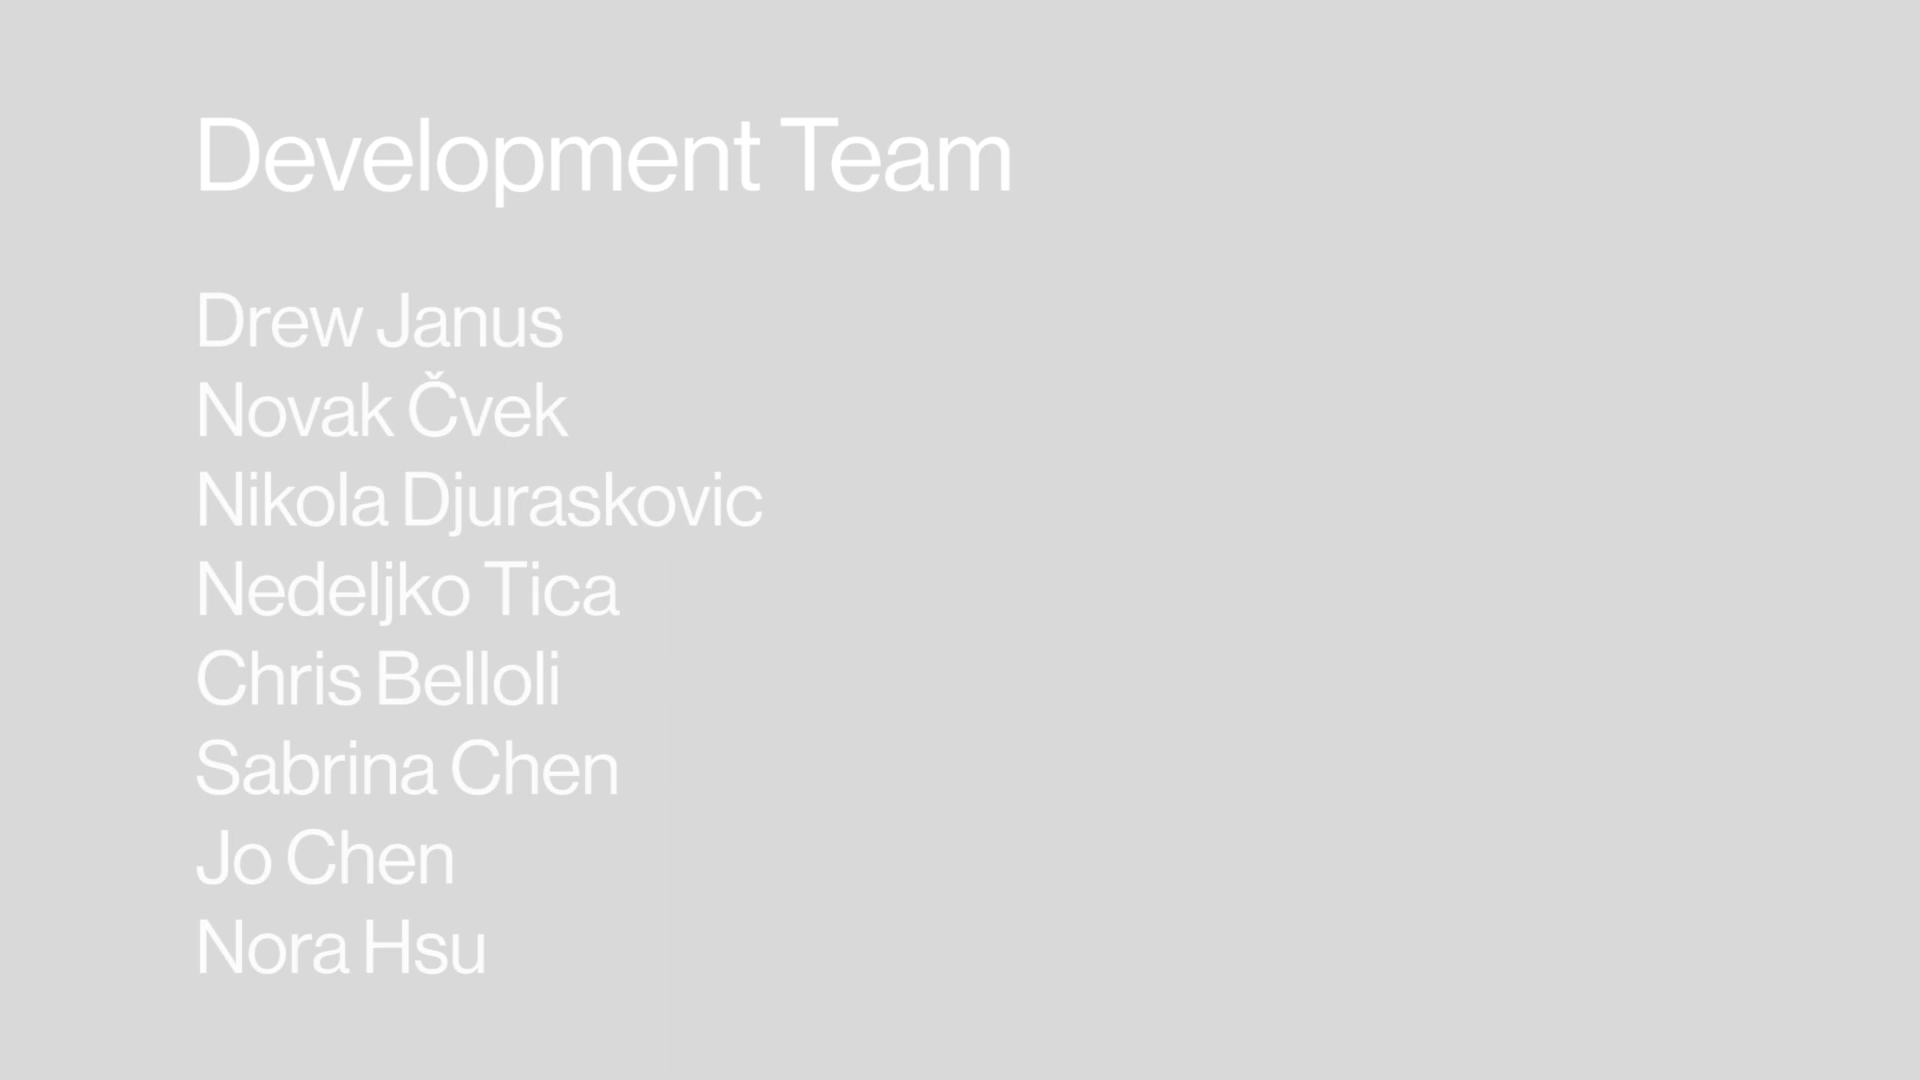 Development Team
Drew Janus
Novak Čvek
Nikola Djuraskovic
Nedeljko Tica
Chris Belloli
Sabrina Chen
Jo Chen
Nora Hsu